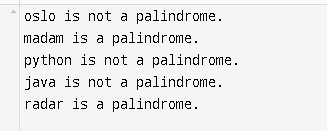 oslo is not a palindrome.
madam is a palindrome.
python is not a palindrome.
java is not a palindrome.
radar is a palindrome.